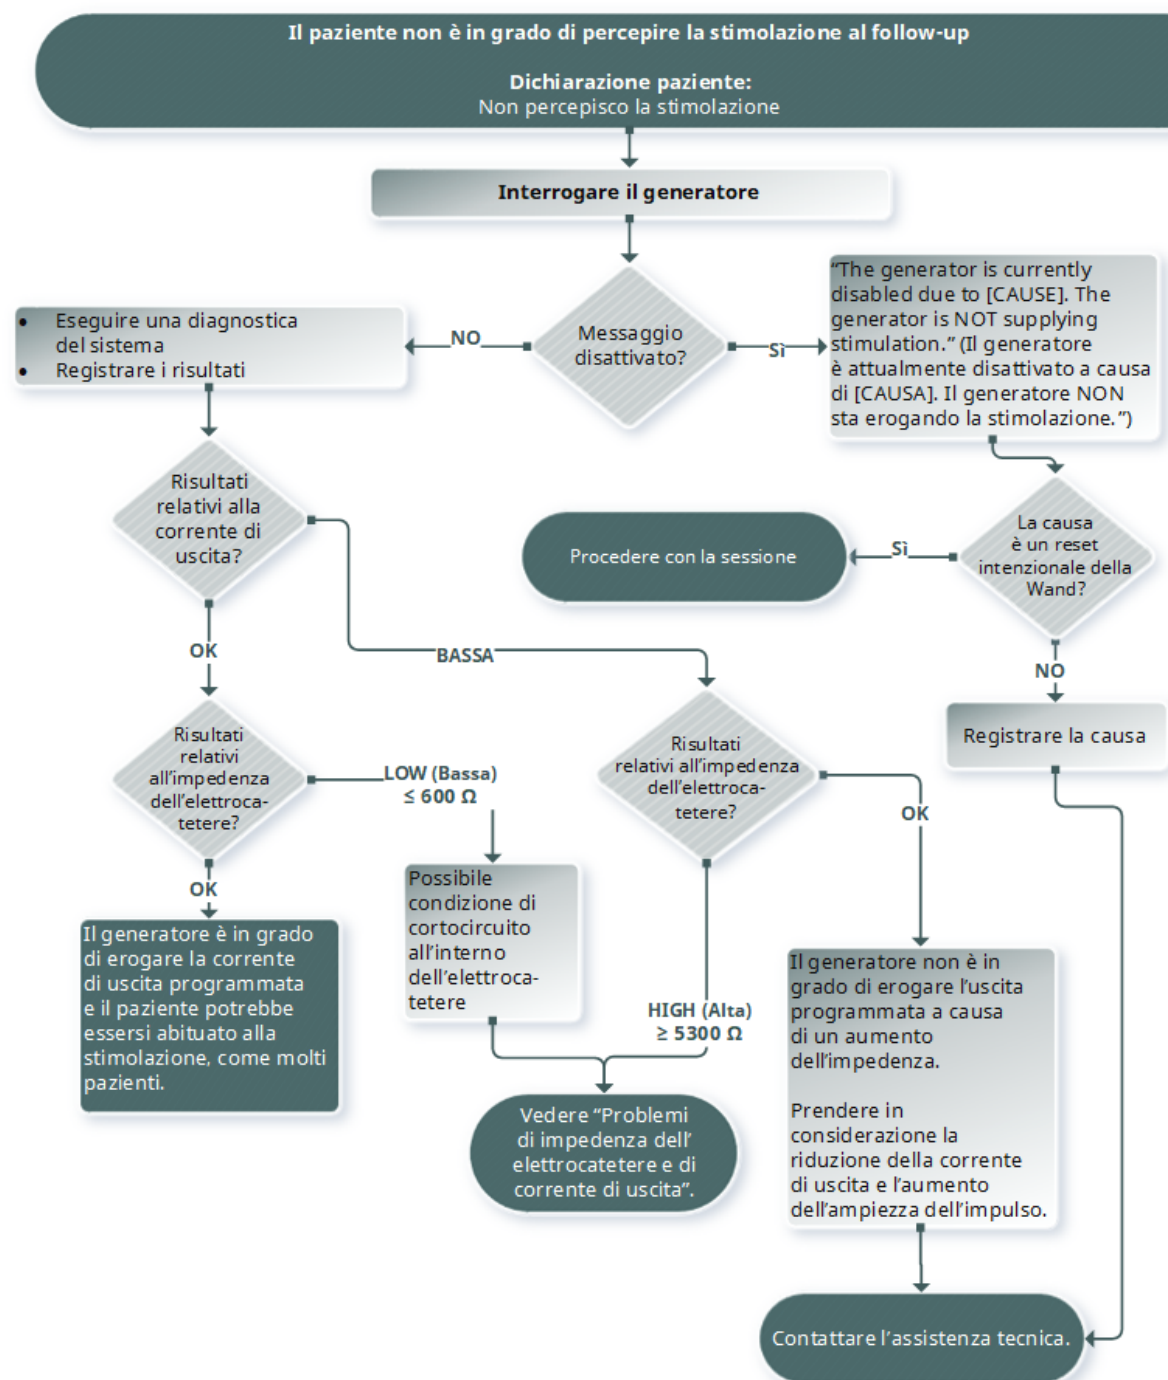 Il paziente non è in grado di percepire la stimolazione al follow-up
Dichiarazione paziente:
Non percepisco la stimolazione
Interrogare il generatore
Messaggio
disattivato?
NO
Sì
• Eseguire una diagnostica
del sistema
• Registrare i risultati
“The generator is currently
disabled due to [CAUSE]. The
generator is NOT supplying
stimulation.” (Il generatore
è attualmente disattivato a causa
di [CAUSA]. Il generatore NON
sta erogando la stimolazione.”)
Risultati
relativi alla
corrente di
uscita?
La causa
è un reset
intenzionale della
Wand?
Sì
Procedere con la sessione
OK
BASSA
NO
Registrare la causa
Risultati
relativi
all’impedenza
dell’elettroca-
tetere?
LOW (Bassa)
≤ 600 Ω
Risultati
relativi all’impedenza
dell’elettroca-
tetere?
OK
OK
Possibile
condizione di
cortocircuito
all’interno
dell’elettroca-
tetere
Il generatore è in grado
di erogare la corrente
di uscita programmata
e il paziente potrebbe
essersi abituato alla
stimolazione, come molti
pazienti.
HIGH (Alta)
≥ 5300 Ω
Il generatore non è in
grado di erogare l’uscita
programmata a causa
di un aumento
dell’impedenza.
Prendere in
considerazione la
riduzione della corrente
di uscita e l’aumento
dell’ampiezza dell’impulso.
Vedere “Problemi
di impedenza dell’
elettrocatetere e di
corrente di uscita”.
Contattare l’assistenza tecnica.